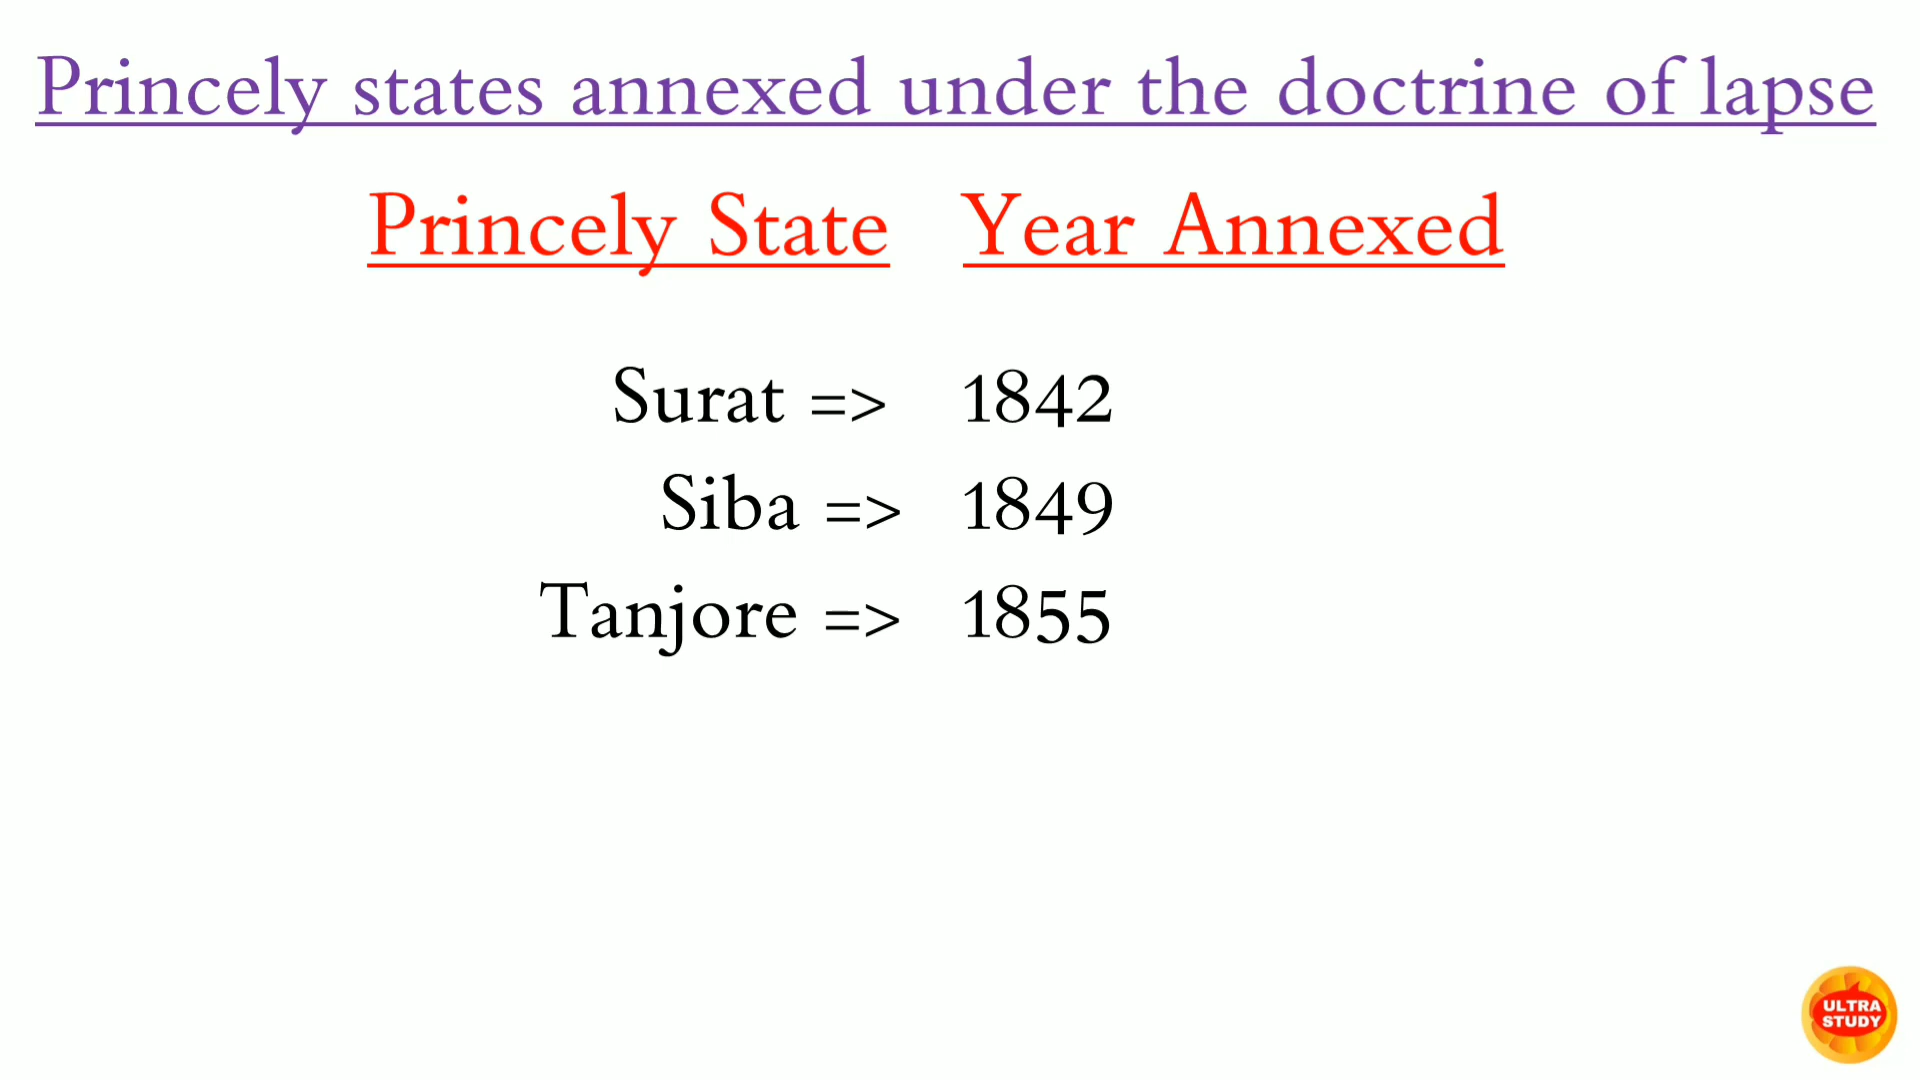 Princely states annexed under the doctrine of lapse
Princely State Year Annexed
Surat => 1842
Siba => 1849
Tanjore => 1855
ULTRA
STUDY